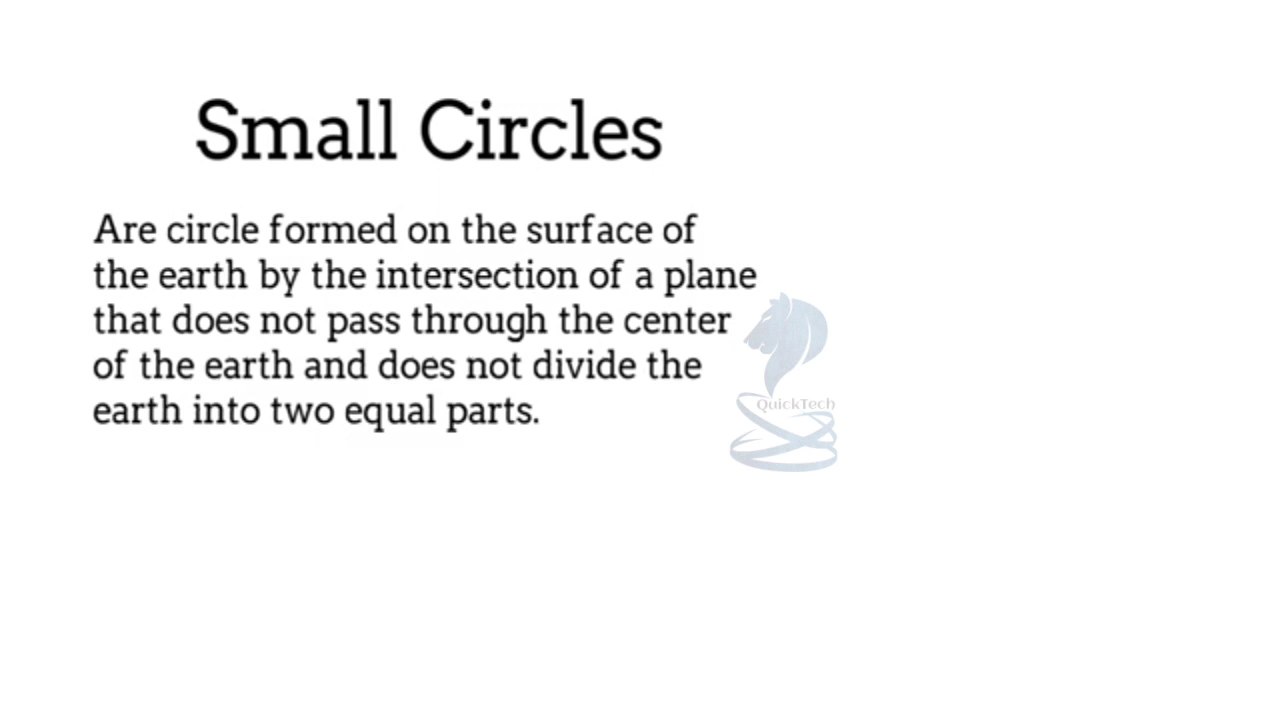 Small Circles
Are circle formed on the surface of
the earth by the intersection of a plane
that does not pass through the center
of the earth and does not divide the
earth into two equal parts.
QuickTech